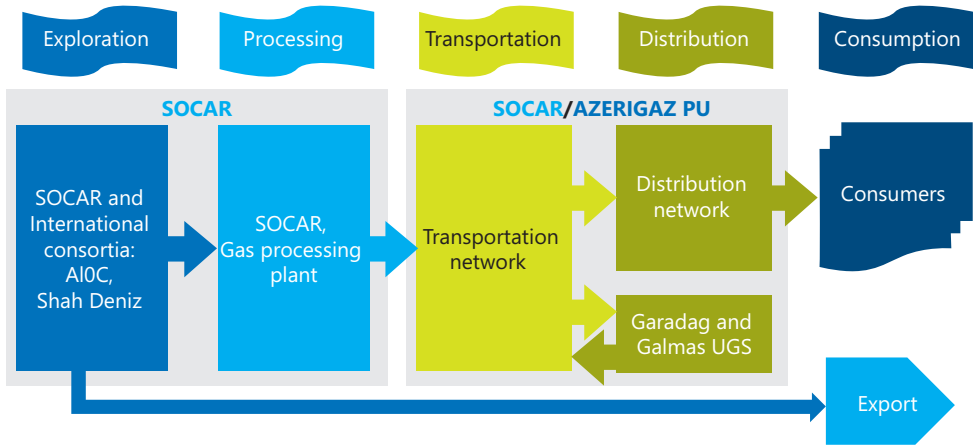 Exploration
Processing
Transportation
Distribution
Consumption
SOCAR
SOCAR/AZERIGAZ PU
SOCAR and
International
consortia:
Al0C,
Shah Deniz
SOCAR,
Gas processing
plant
Transportation
network
Distribution
network
Consumers
Garadag and
Galmas UGS
Export